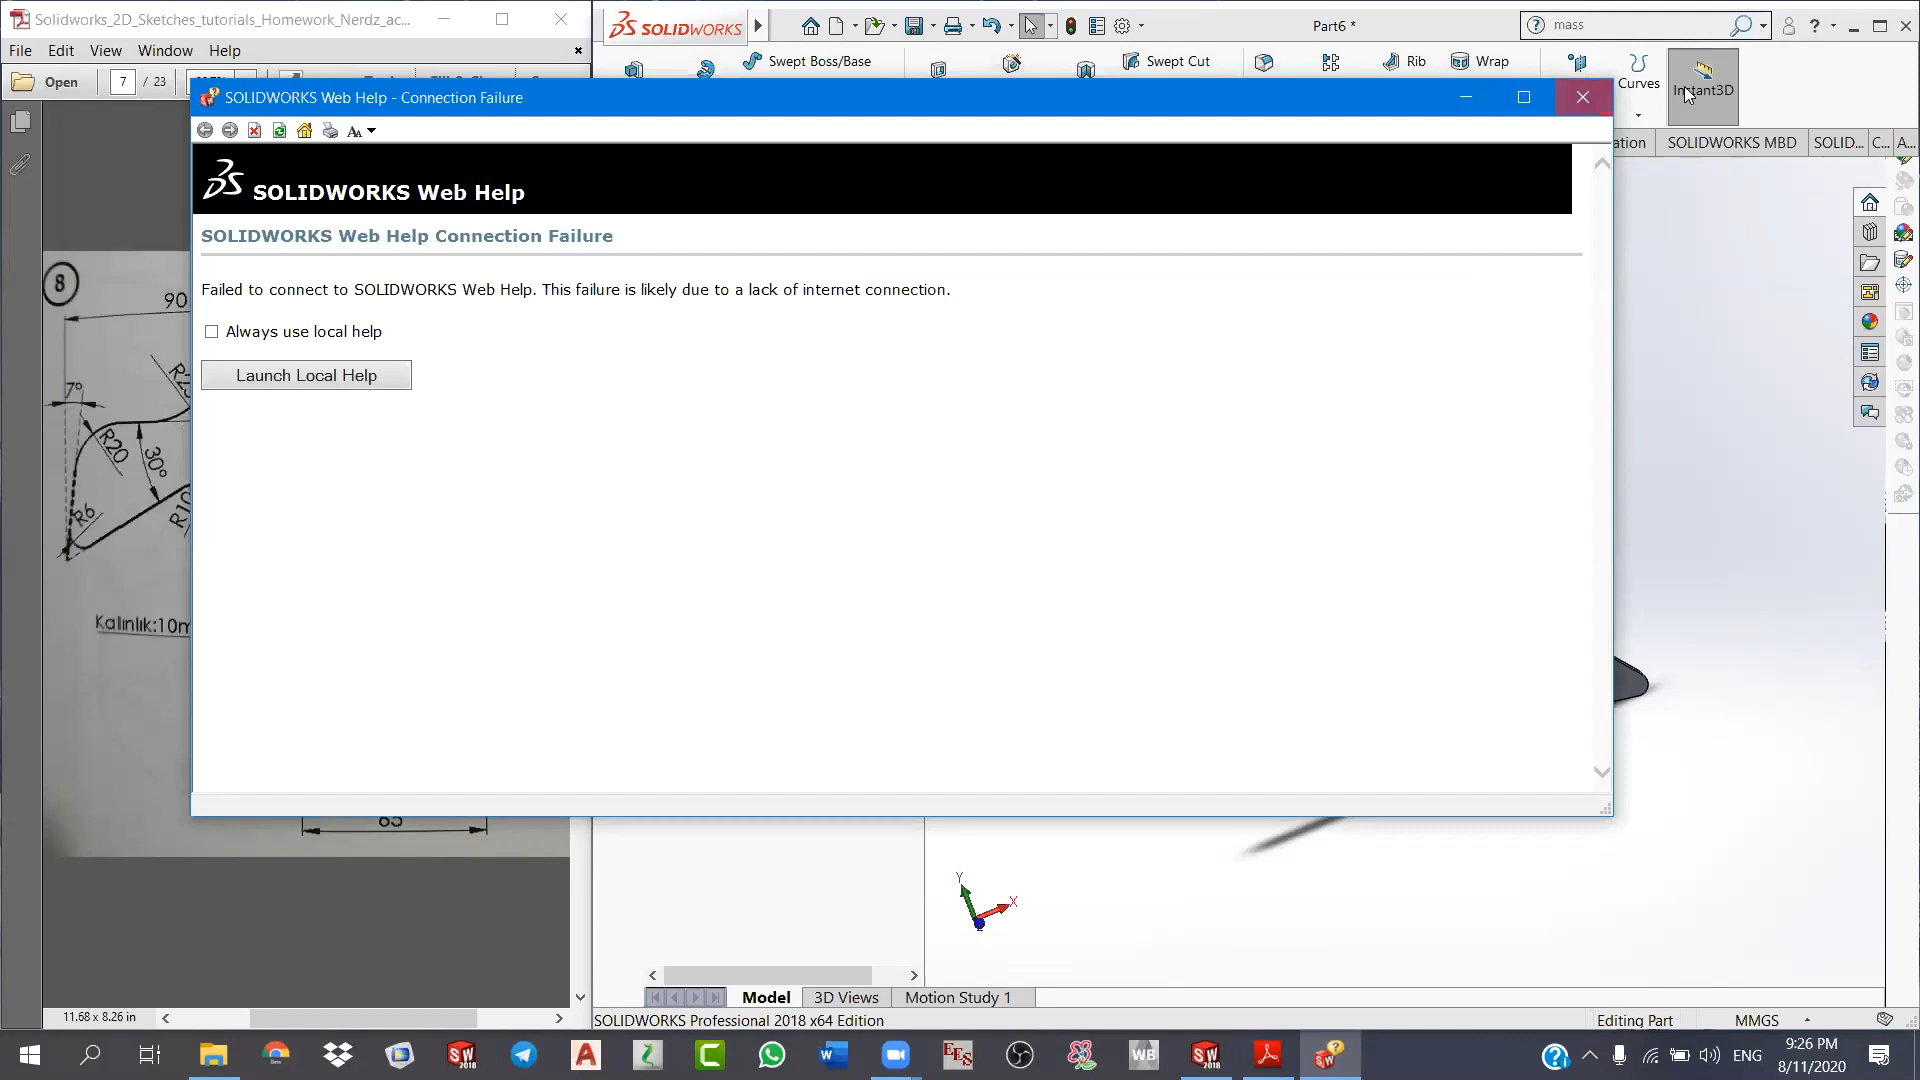 Solidworks_2D_Sketches_tutorials_Homework_Nerdz_ac...
File Edit View Window Help
Open 7 / 23
SOLIDWORKS
Part6 *
mass
Swept Boss/Base
Swept Cut
Rib
Wrap
Curves
Instant3D
SOLIDWORKS MBD
SOLID...
C...
A...
SOLIDWORKS Web Help - Connection Failure
SOLIDWORKS Web Help
SOLIDWORKS Web Help Connection Failure
Failed to connect to SOLIDWORKS Web Help. This failure is likely due to a lack of internet connection.
Always use local help
Launch Local Help
8
90
7°
R20
30°
R6
Kalınlık:10m
65
Y
X
Model 3D Views Motion Study 1
11.68 x 8.26 in
SOLIDWORKS Professional 2018 x64 Edition
Editing Part
MMGS
ENG
9:26 PM
8/11/2020